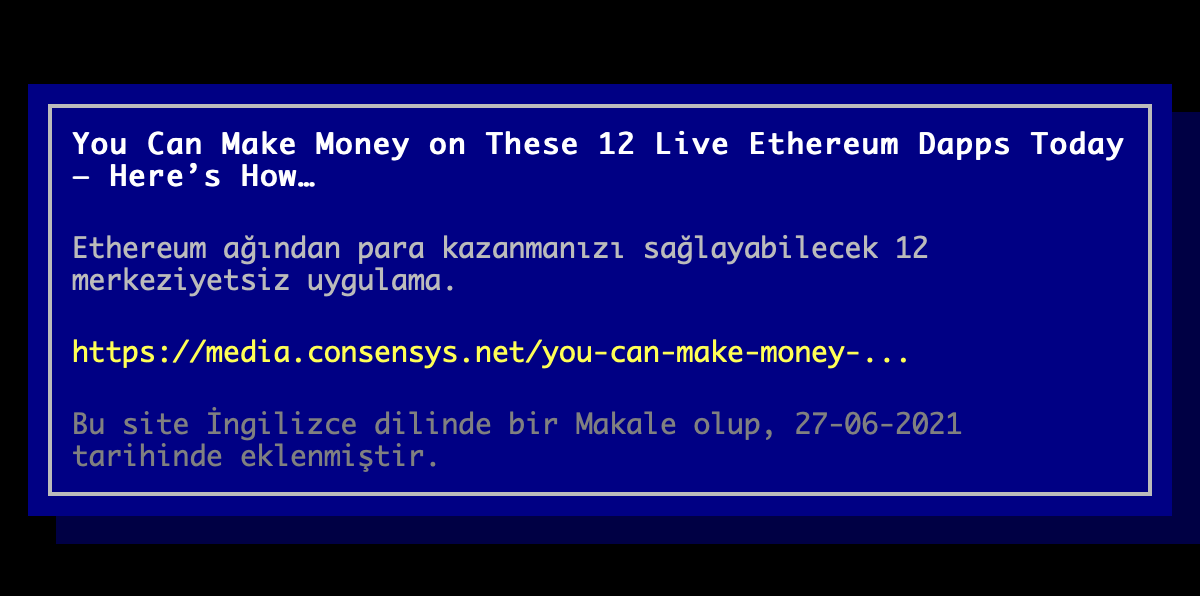 You Can Make Money on These 12 Live Ethereum Dapps Today
— Here’s How…
Ethereum ağından para kazanmanızı sağlayabilecek 12
merkeziyetsiz uygulama.
https://media.consensys.net/you-can-make-money-...
Bu site İngilizce dilinde bir Makale olup, 27-06-2021
tarihinde eklenmiştir.